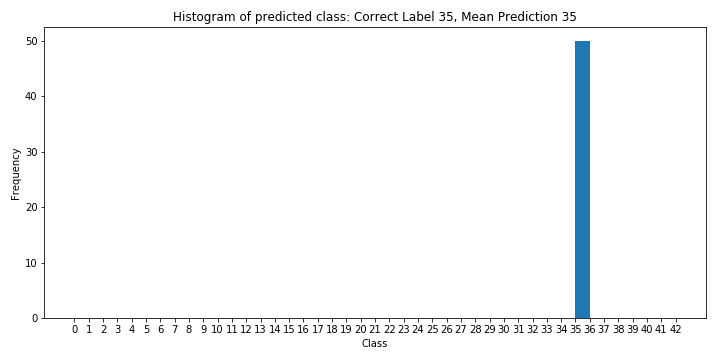 Histogram of predicted class: Correct Label 35, Mean Prediction 35
Frequency
50
40
30
20
10
0
0 1 2 3 4 5 6 7 8 9 10 11 12 13 14 15 16 17 18 19 20 21 22 23 24 25 26 27 28 29 30 31 32 33 34 35 36 37 38 39 40 41 42
Class